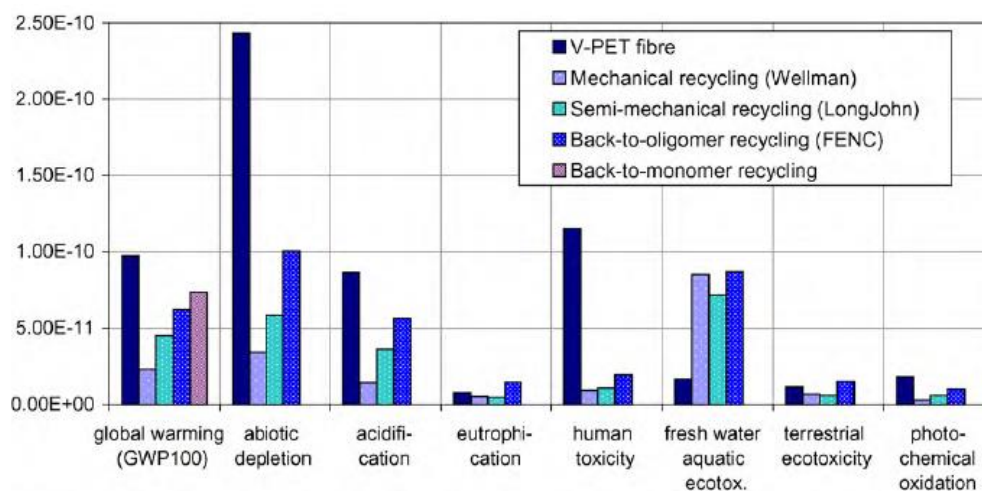 2.50E-10
2.00E-10
1.50E-10
1.00E-10
5.00E-11
0.00E+00
V-PET fibre
Mechanical recycling (Wellman)
Semi-mechanical recycling (LongJohn)
Back-to-oligomer recycling (FENC)
Back-to-monomer recycling
global warming
(GWP100)
abiotic
depletion
acidifi-
cation
eutrophi-
cation
human
toxicity
fresh water
aquatic
ecotox.
terrestrial
ecotoxicity
photo-
chemical
oxidation